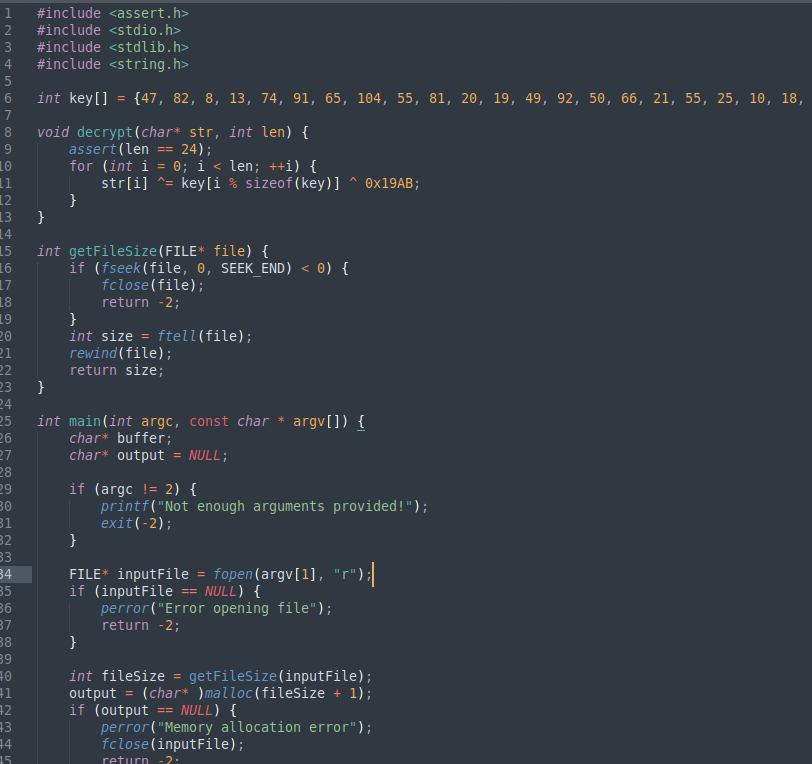 1 #include <assert.h>
2 #include <stdio.h>
3 #include <stdlib.h>
4 #include <string.h>
5
6 int key[] = {47, 82, 8, 13, 74, 91, 65, 104, 55, 81, 20, 19, 49, 92, 50, 66, 21, 55, 25, 10, 18,
7
8 void decrypt(char* str, int len) {
9     assert(len == 24);
10     for (int i = 0; i < len; ++i) {
11         str[i] ^= key[i % sizeof(key)] ^ 0x19AB;
12     }
13 }
14
15 int getFileSize(FILE* file) {
16     if (fseek(file, 0, SEEK_END) < 0) {
17         fclose(file);
18         return -2;
19     }
20     int size = ftell(file);
21     rewind(file);
22     return size;
23 }
24
25 int main(int argc, const char * argv[]) {
26     char* buffer;
27     char* output = NULL;
28
29     if (argc != 2) {
30         printf("Not enough arguments provided!");
31         exit(-2);
32     }
33
34     FILE* inputFile = fopen(argv[1], "r");
35     if (inputFile == NULL) {
36         perror("Error opening file");
37         return -2;
38     }
39
40     int fileSize = getFileSize(inputFile);
41     output = (char* )malloc(fileSize + 1);
42     if (output == NULL) {
43         perror("Memory allocation error");
44         fclose(inputFile);
45         return -2;